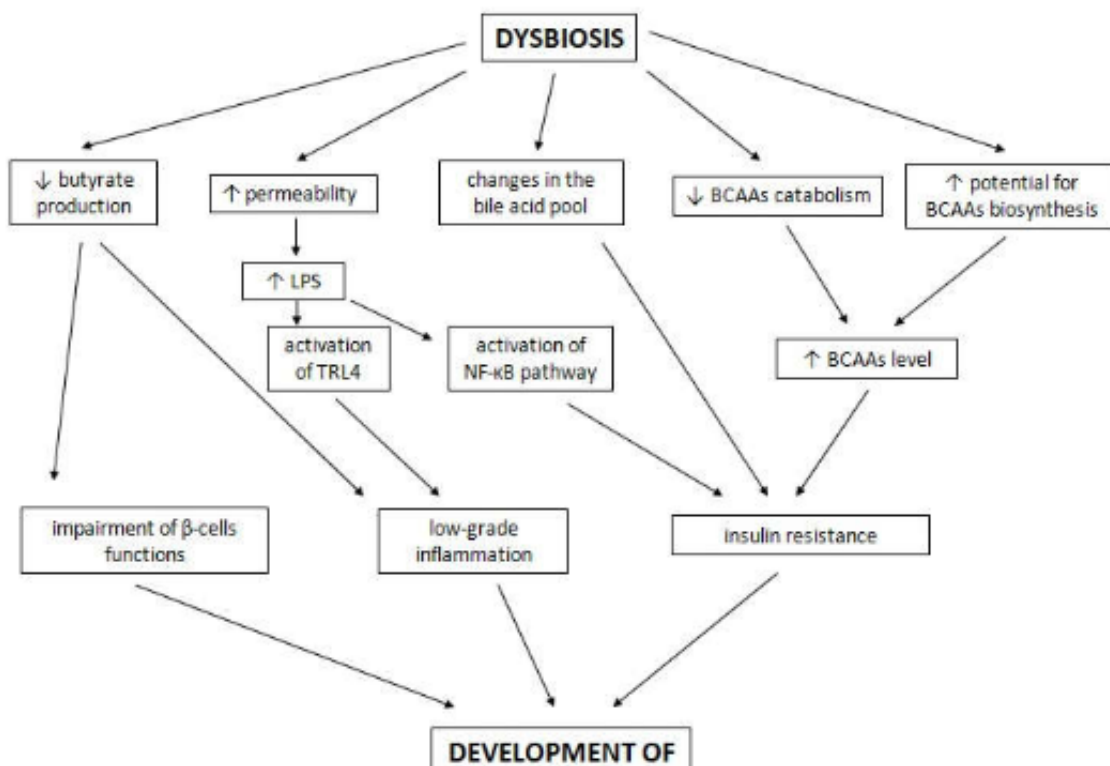 DYSBIOSIS
↓ butyrate
production
↑ permeability
changes in the
bile acid pool
↓ BCAAs catabolism
↑ potential for
BCAAs biosynthesis
↑ LPS
activation
of TRL4
activation of
NF-κB pathway
↑ BCAAs level
impairment of β-cells
functions
low-grade
inflammation
insulin resistance
DEVELOPMENT OF